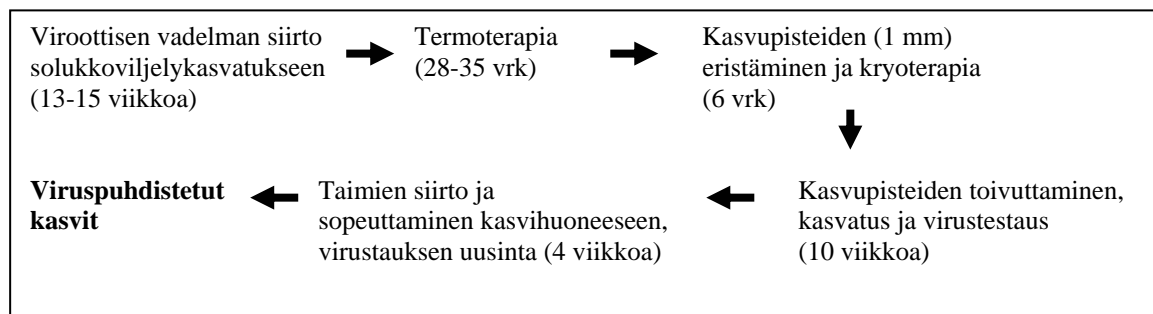 Viroottisen vadelman siirto
solukkoviljelykasvatukseen
(13-15 viikkoa)
Termoterapia
(28-35 vrk)
Kasvupisteiden (1 mm)
eristäminen ja kryoterapia
(6 vrk)
Kasvupisteiden toivuttaminen,
kasvatus ja virustestaus
(10 viikkoa)
Taimien siirto ja
sopeuttaminen kasvihuoneeseen,
virustauksen uusinta (4 viikkoa)
Viruspuhdistetut
kasvit